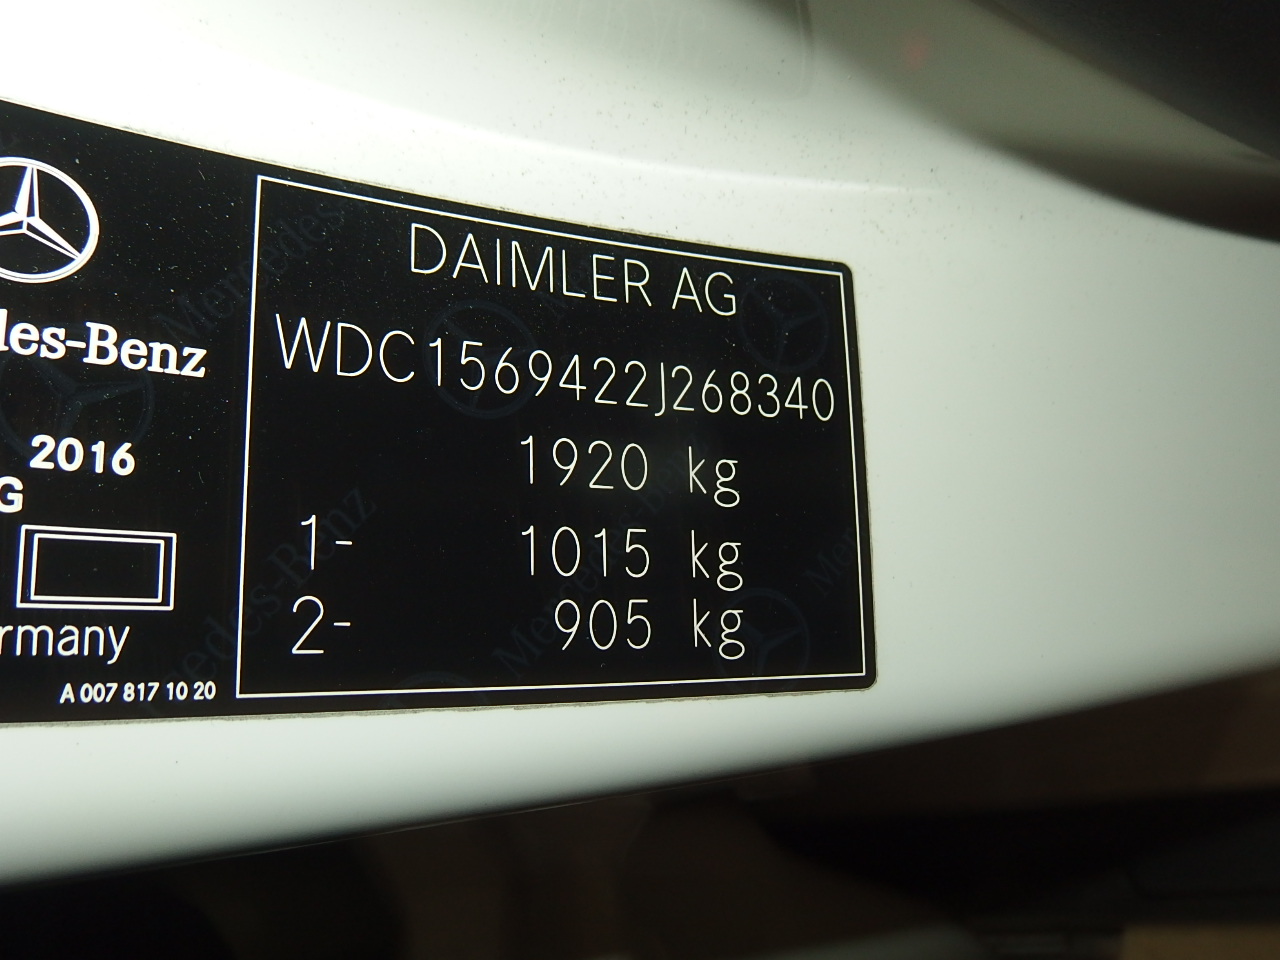 des-Benz
2016
G
rmany
A 007 817 10 20
DAIMLER AG
WDC1569422J268340
1920 kg
1- 1015 kg
2- 905 kg